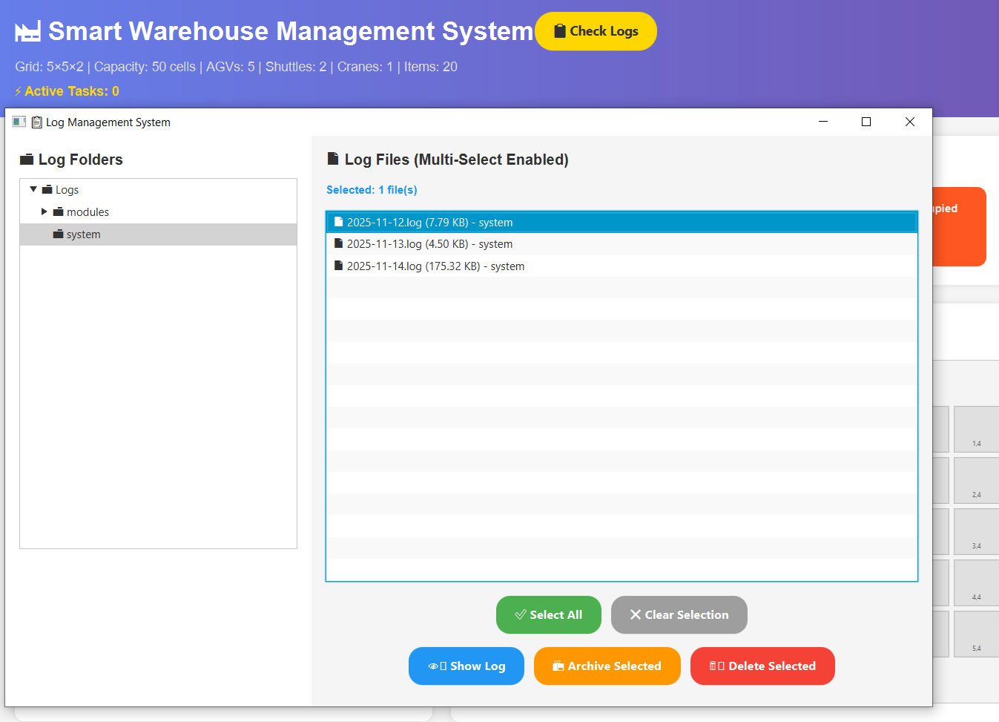 Smart Warehouse Management System
Check Logs
Grid: 5×5×2 | Capacity: 50 cells | AGVs: 5 | Shuttles: 2 | Cranes: 1 | Items: 20
⚡ Active Tasks: 0
Log Management System
Log Folders
Logs
modules
system
Log Files (Multi-Select Enabled)
Selected: 1 file(s)
2025-11-12.log (7.79 KB) - system
2025-11-13.log (4.50 KB) - system
2025-11-14.log (175.32 KB) - system
Select All
Clear Selection
Show Log
Archive Selected
Delete Selected
pied
1,4
2,4
3,4
4,4
5,4